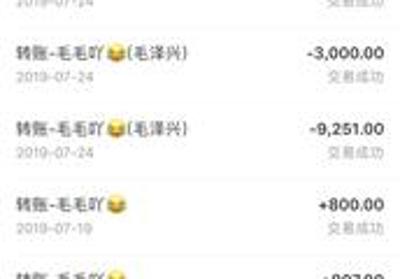 2019-07-24
交易成功
转账-毛毛吖😂(毛泽兴)
-3,000.00
2019-07-24
交易成功
转账-毛毛吖😂(毛泽兴)
-9,251.00
2019-07-24
交易成功
转账-毛毛吖😂
+800.00
2019-07-19
交易成功
转账-毛毛吖😂